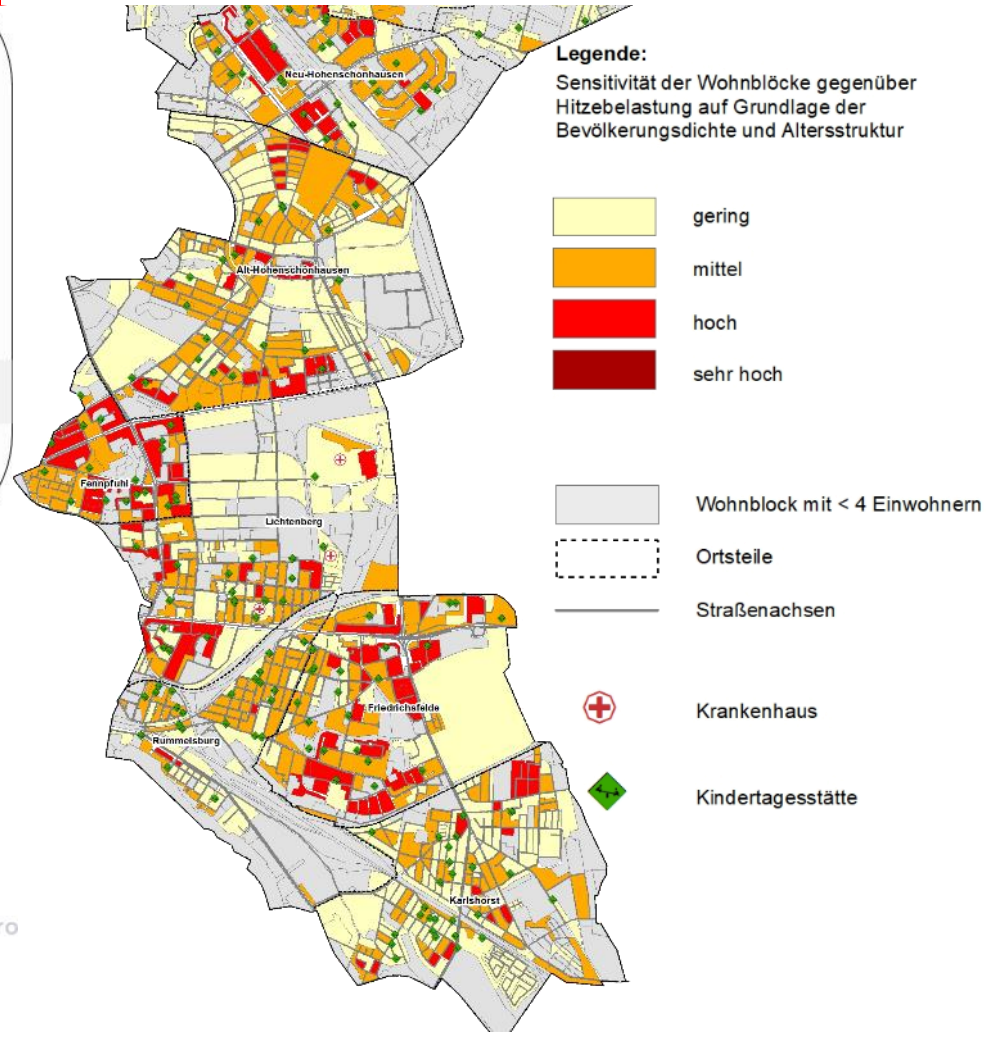 Neu-Hohenschönhausen
Alt-Hohenschönhausen
Fennpfuhl
Lichtenberg
Friedrichsfelde
Rummelsburg
Karlshorst
Legende:
Sensitivität der Wohnblöcke gegenüber
Hitzebelastung auf Grundlage der
Bevölkerungsdichte und Altersstruktur
gering
mittel
hoch
sehr hoch
Wohnblock mit < 4 Einwohnern
Ortsteile
Straßenachsen
Krankenhaus
Kindertagesstätte
ro